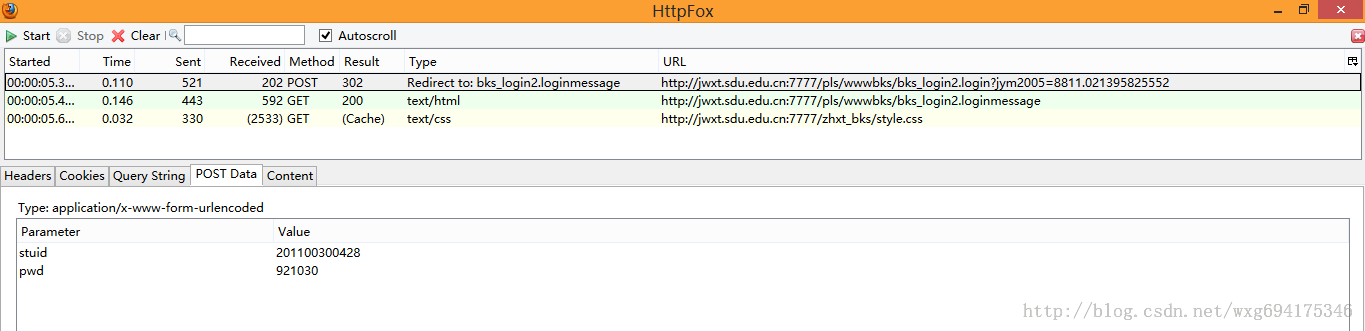 HttpFox
Start Stop Clear Autoscroll
Started Time Sent Received Method Result Type URL
00:00:05.3... 0.110 521 202 POST 302 Redirect to: bks_login2.loginmessage http://jwxt.sdu.edu.cn:7777/pls/wwwbks/bks_login2.login?jym2005=8811.021395825552
00:00:05.4... 0.146 443 592 GET 200 text/html http://jwxt.sdu.edu.cn:7777/pls/wwwbks/bks_login2.loginmessage
00:00:05.6... 0.032 330 (2533) GET (Cache) text/css http://jwxt.sdu.edu.cn:7777/zhxt_bks/style.css
Headers Cookies Query String POST Data Content
Type: application/x-www-form-urlencoded
Parameter Value
stuid 201100300428
pwd 921030
http://blog.csdn.net/wxg694175346